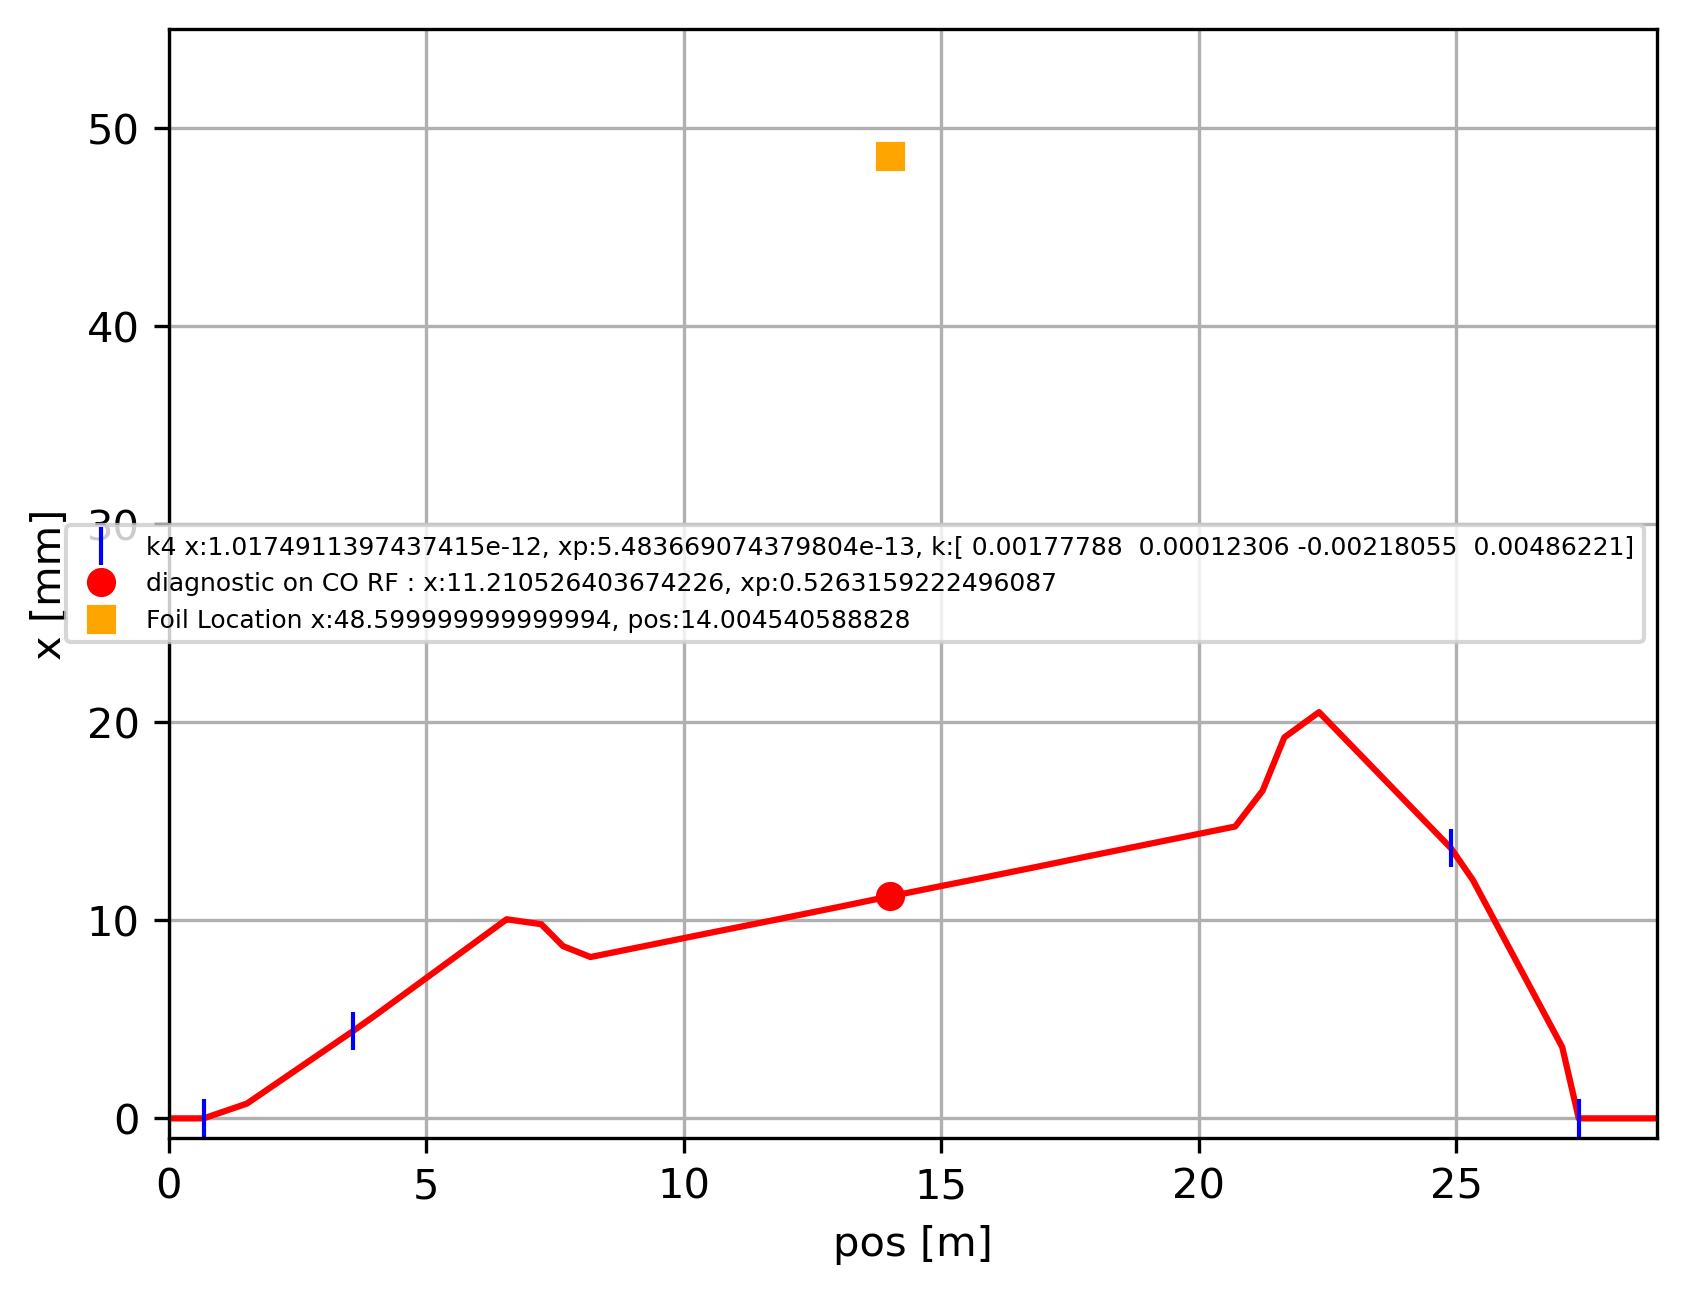 50
40
30
20
10
0
x [mm]
k4 x:1.0174911397437415e-12, xp:5.483669074379804e-13, k:[ 0.00177788  0.00012306 -0.00218055  0.00486221]
diagnostic on CO RF : x:11.210526403674226, xp:0.5263159222496087
Foil Location x:48.599999999999994, pos:14.004540588828
0 5 10 15 20 25
pos [m]